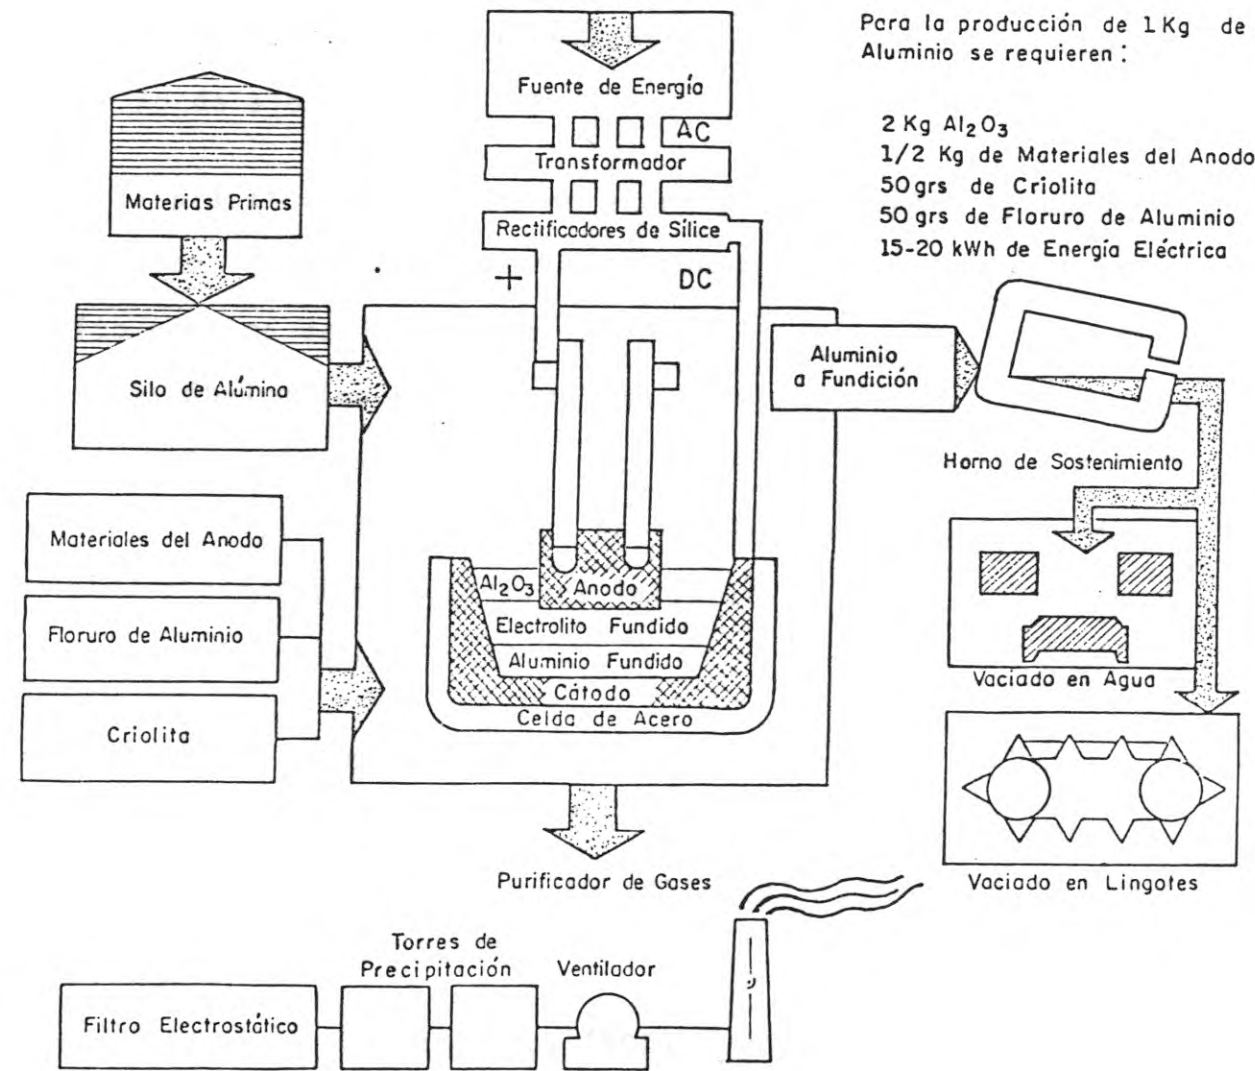 Para la producción de 1 Kg de
Aluminio se requieren :
2 Kg Al₂O₃
1/2 Kg de Materiales del Anodo
50 grs de Criolita
50 grs de Floruro de Aluminio
15-20 kWh de Energía Eléctrica
Fuente de Energía
AC
Transformador
Rectificadores de Sílice
+
DC
Materias Primas
Silo de Alúmina
Materiales del Anodo
Floruro de Aluminio
Criolita
Al₂O₃
Anodo
Electrolito Fundido
Aluminio Fundido
Cátodo
Celda de Acero
Aluminio
a Fundición
Horno de Sostenimiento
Vaciado en Agua
Vaciado en Lingotes
Purificador de Gases
Torres de
Precipitación
Ventilador
Filtro Electrostático